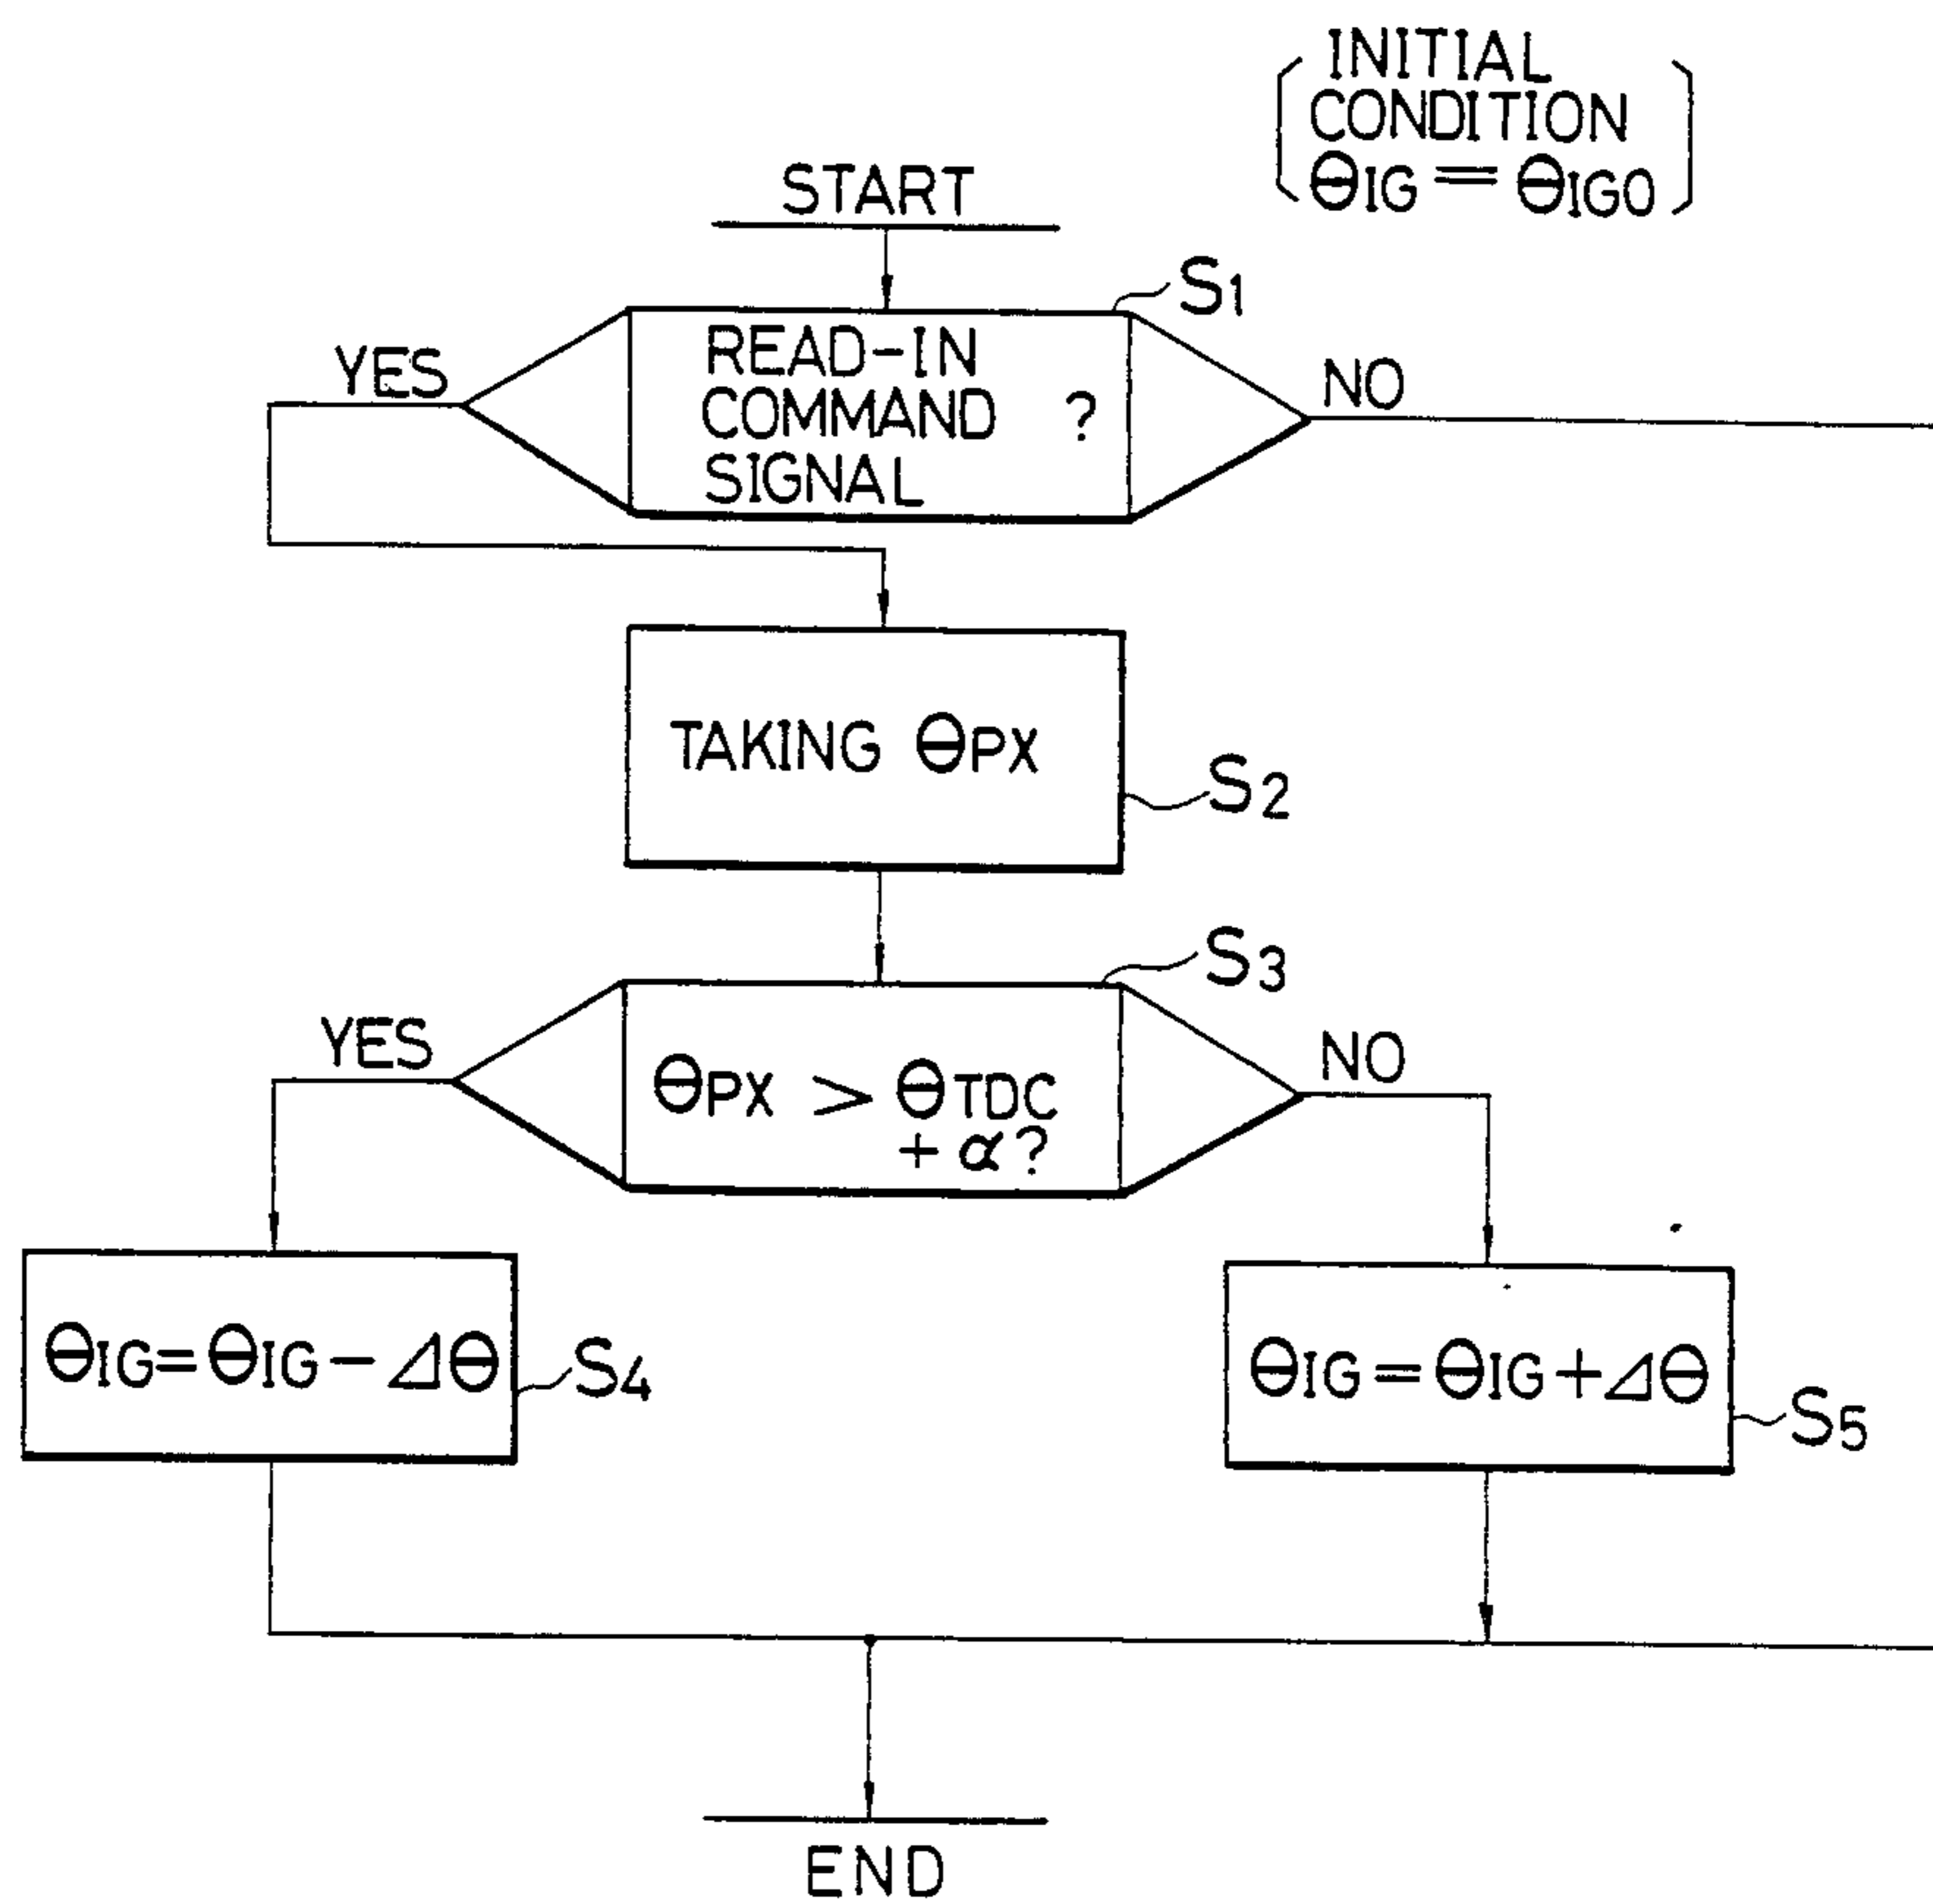 INITIAL
CONDITION
ΘIG = ΘIG0
START
S1
YES
READ-IN
COMMAND ?
SIGNAL
NO
TAKING ΘPX
S2
S3
YES
ΘPX > ΘTDC
+ α?
NO
ΘIG = ΘIG - ΔΘ
S4
ΘIG = ΘIG + ΔΘ
S5
END